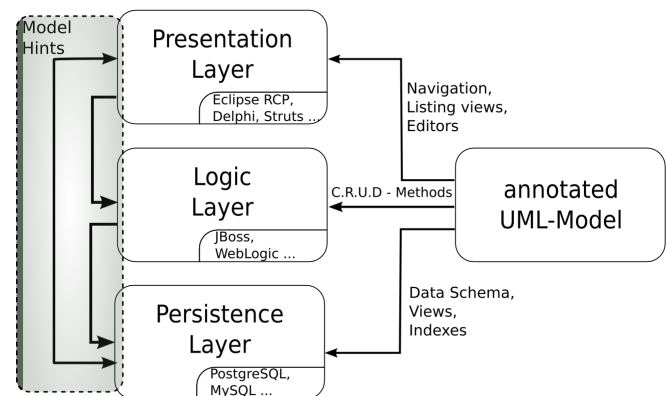 Model
Hints
Presentation
Layer
Eclipse RCP,
Delphi, Struts ...
Navigation,
Listing views,
Editors
Logic
Layer
JBoss,
WebLogic ...
C.R.U.D - Methods
annotated
UML-Model
Persistence
Layer
PostgreSQL,
MySQL ...
Data Schema,
Views,
Indexes